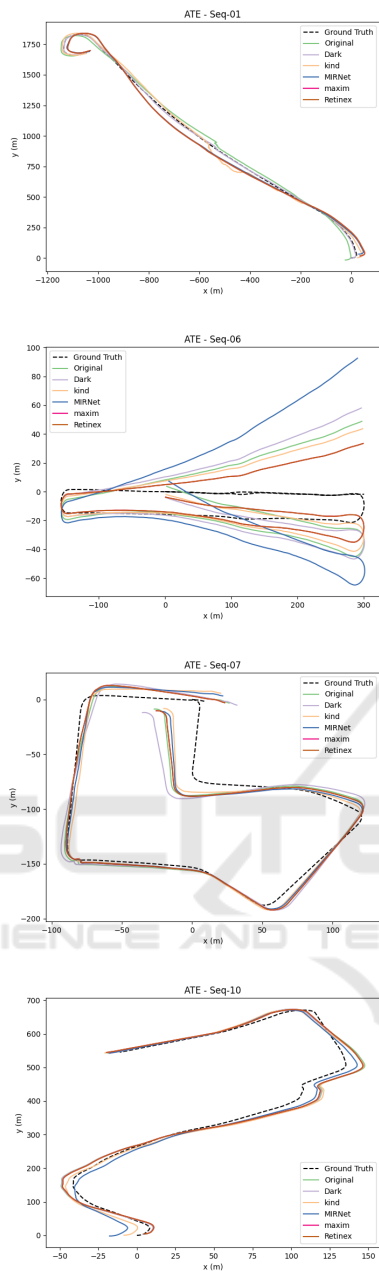 ATE - Seq-01
Ground Truth
Original
Dark
kind
MIRNet
maxim
Retinex
1750
1500
1250
1000
750
500
250
0
y (m)
−1200 −1000 −800 −600 −400 −200 0
x (m)
ATE - Seq-06
Ground Truth
Original
Dark
kind
MIRNet
maxim
Retinex
100
80
60
40
20
0
−20
−40
−60
y (m)
−100 0 100 200 300
x (m)
ATE - Seq-07
Ground Truth
Original
Dark
kind
MIRNet
maxim
Retinex
0
−50
−100
−150
−200
y (m)
−100 −50 0 50 100
x (m)
IENCE AND TE
ATE - Seq-10
700
600
500
400
300
200
100
0
y (m)
Ground Truth
Original
Dark
kind
MIRNet
maxim
Retinex
−50 −25 0 25 50 75 100 125 150
x (m)